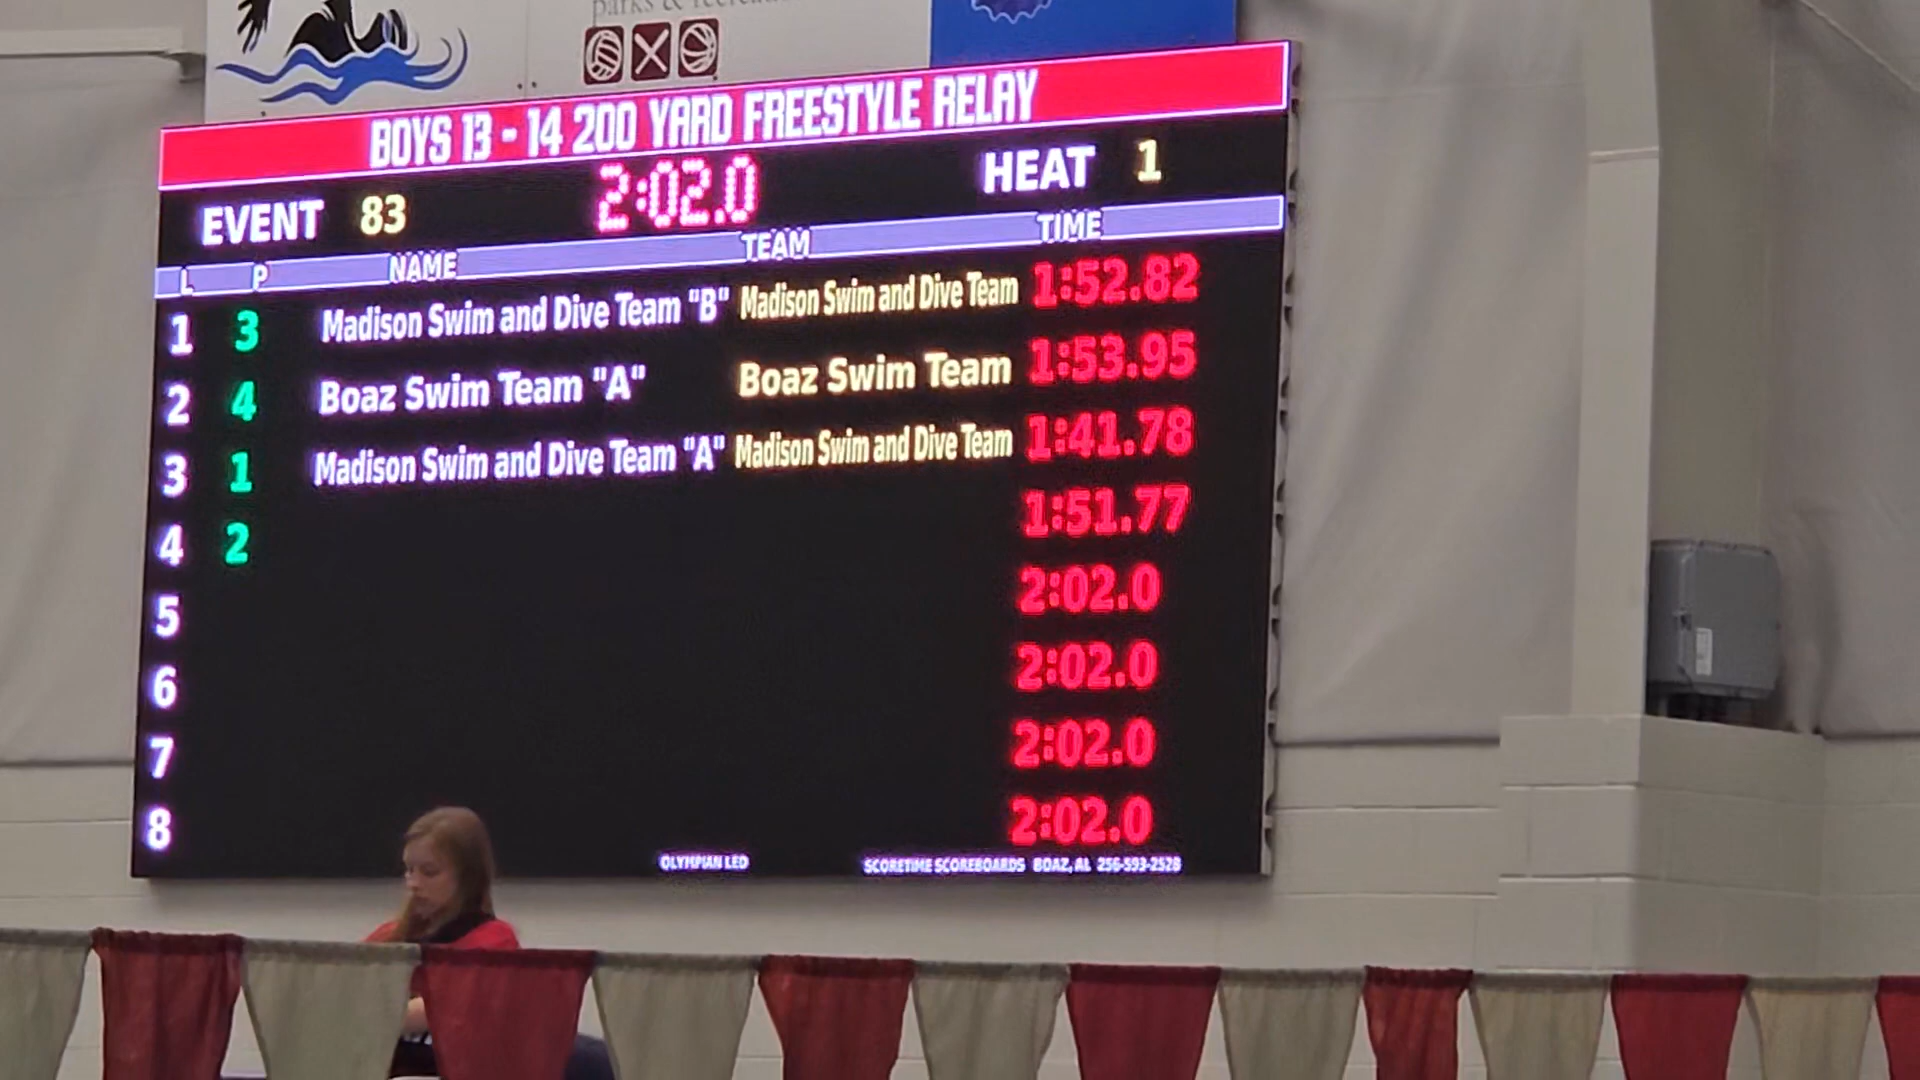 parks & recreation
BOYS 13 - 14 200 YARD FREESTYLE RELAY
EVENT 83 2:02.0 HEAT 1
L P NAME TEAM TIME
1 3 Madison Swim and Dive Team "B" Madison Swim and Dive Team 1:52.82
2 4 Boaz Swim Team "A" Boaz Swim Team 1:53.95
3 1 Madison Swim and Dive Team "A" Madison Swim and Dive Team 1:41.78
4 2 1:51.77
5 2:02.0
6 2:02.0
7 2:02.0
8 2:02.0
OLYMPIAN LED SCORETIME SCOREBOARDS BOAZ, AL 256-593-2528